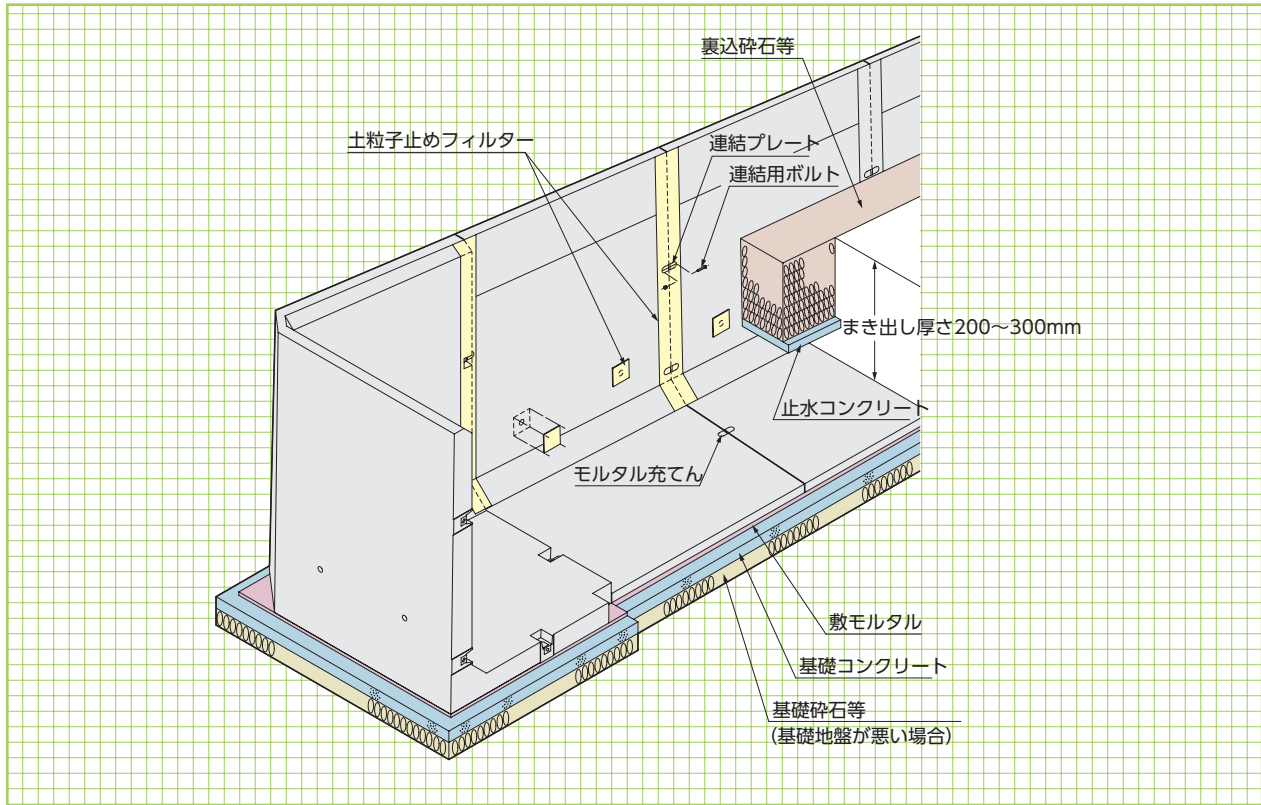 裏込砕石等
土粒子止めフィルター
連結プレート
連結用ボルト
まき出し厚さ200〜300mm
止水コンクリート
モルタル充てん
敷モルタル
基礎コンクリート
基礎砕石等
(基礎地盤が悪い場合)